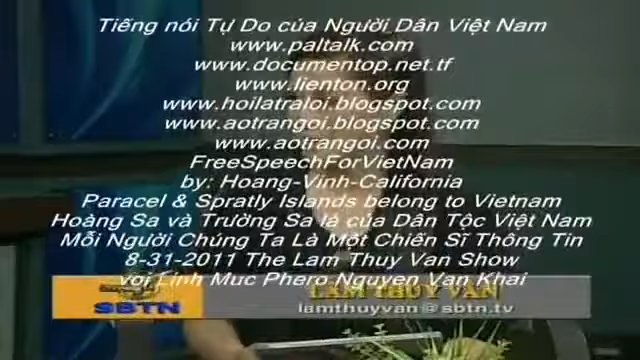 Tiếng nói Tự Do của Người Dân Việt Nam
www.paltalk.com
www.documentop.net.tf
www.lienton.org
www.hoilatraloi.blogspot.com
www.aotrangoi.blogspot.com
www.aotrangoi.com
FreeSpeechForVietNam
by: Hoang-Vinh-California
Paracel & Spratly Islands belong to Vietnam
Hoàng Sa và Trường Sa là của Dân Tộc Việt Nam
Mỗi Người Chúng Ta Là Một Chiến Sĩ Thông Tin
8-31-2011 The Lam Thuy Van Show
voi Linh Muc Phero Nguyen Van Khai
LAM THUY VAN
SBTN
lamthuyvan@sbtn.tv